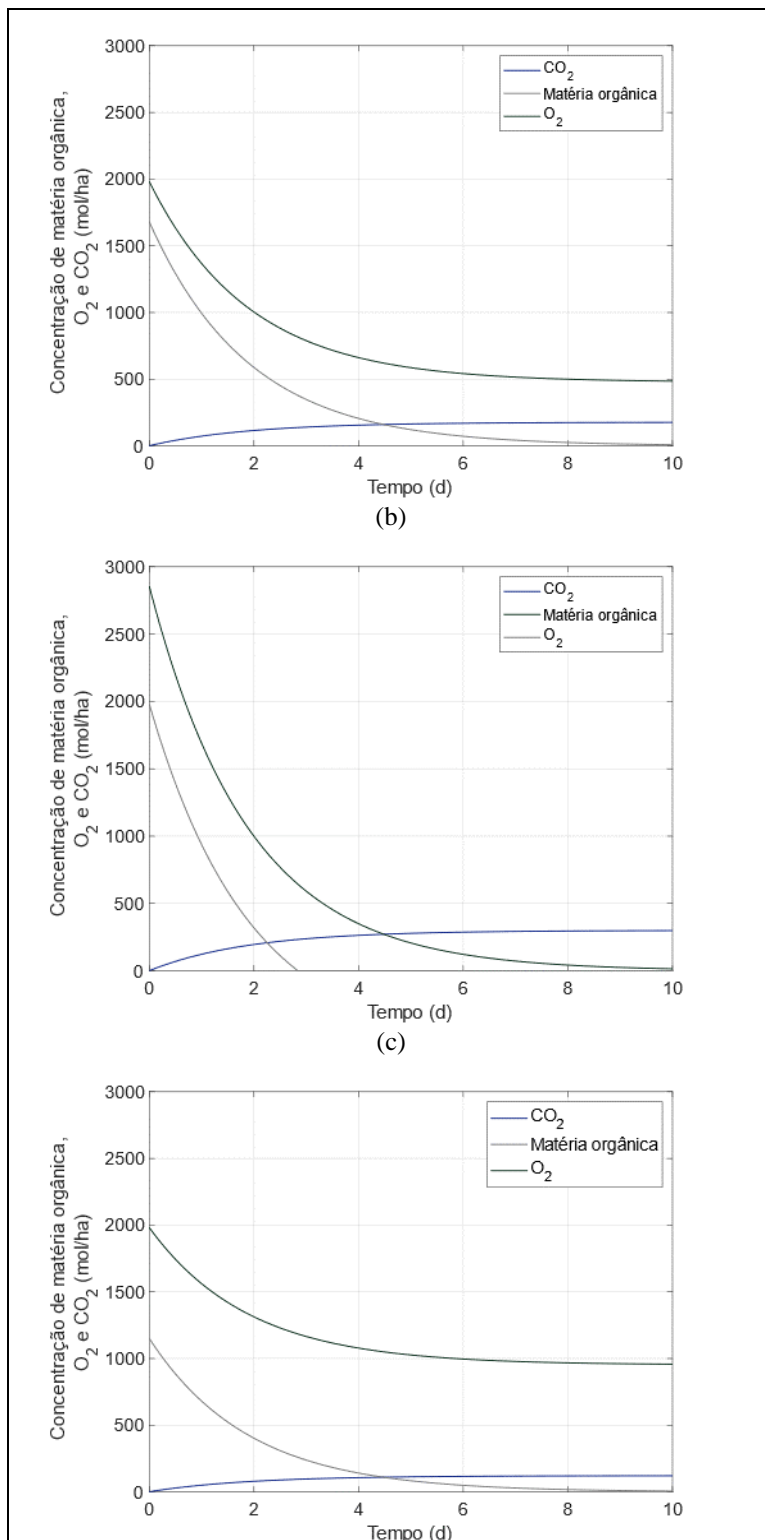 3000
2500
2000
1500
1000
500
0
Concentração de matéria orgânica,
O2 e CO2 (mol/ha)
CO2
Matéria orgânica
O2
0 2 4 6 8 10
Tempo (d)
(b)
3000
2500
2000
1500
1000
500
0
Concentração de matéria orgânica,
O2 e CO2 (mol/ha)
CO2
Matéria orgânica
O2
0 2 4 6 8 10
Tempo (d)
(c)
3000
2500
2000
1500
1000
500
0
Concentração de matéria orgânica,
O2 e CO2 (mol/ha)
CO2
Matéria orgânica
O2
0 2 4 6 8 10
Tempo (d)